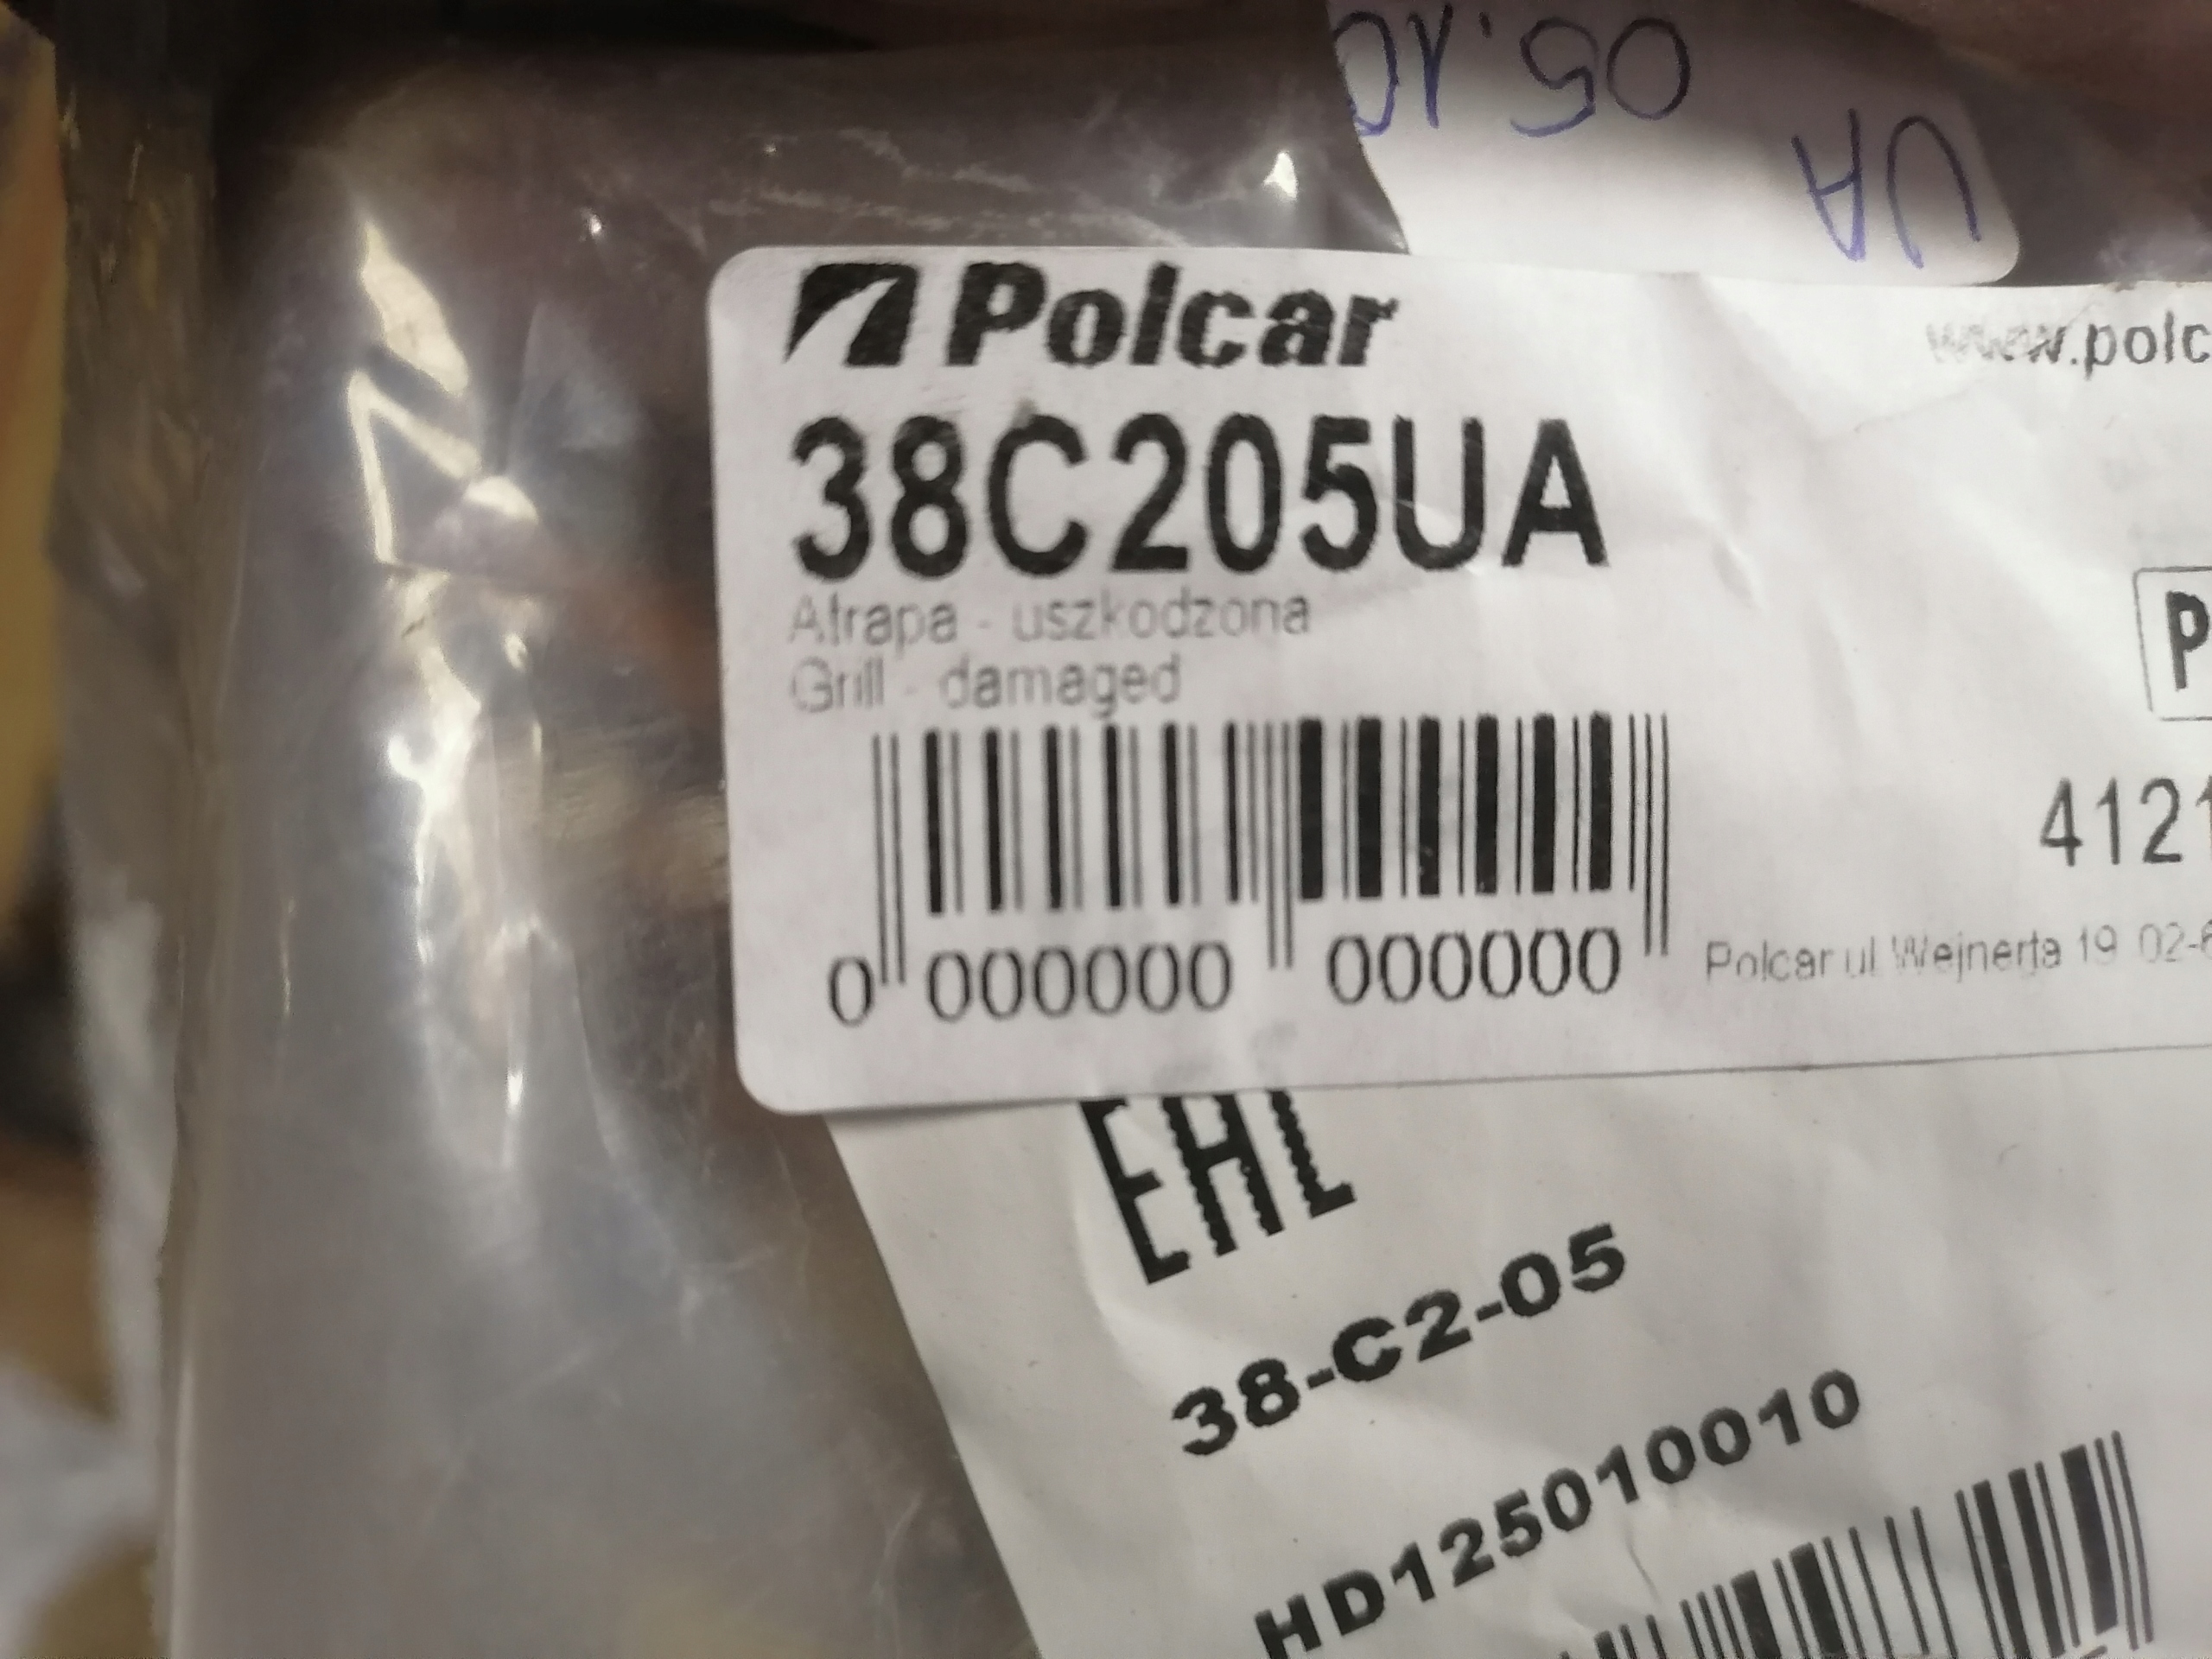 05.10
UA
Polcar
www.polc
38C205UA
Atrapa - uszkodzona
Grill - damaged
P
4121
0 000000 000000
Polcar ul Wejnerta 19 02-6
EAC
38-C2-05
HD125010010